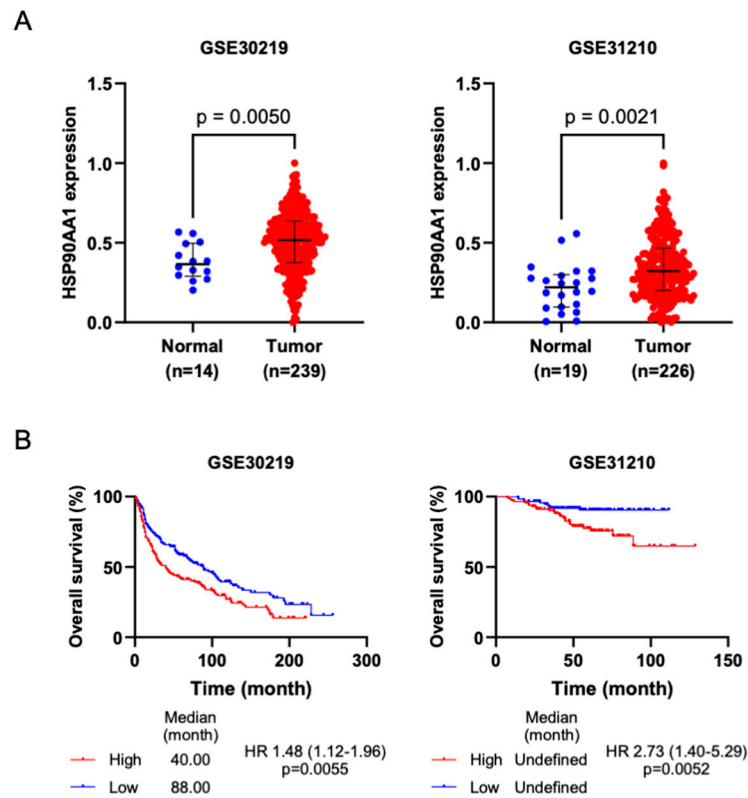 A
GSE30219
HSP90AA1 expression
1.5
1.0
0.5
0.0
p = 0.0050
Normal
(n=14)
Tumor
(n=239)
GSE31210
HSP90AA1 expression
1.5
1.0
0.5
0.0
p = 0.0021
Normal
(n=19)
Tumor
(n=226)
B
GSE30219
Overall survival (%)
100
50
0
0 100 200 300
Time (month)
Median
(month)
High 40.00
Low 88.00
HR 1.48 (1.12-1.96)
p=0.0055
GSE31210
Overall survival (%)
100
50
0
0 50 100 150
Time (month)
Median
(month)
High Undefined
Low Undefined
HR 2.73 (1.40-5.29)
p=0.0052